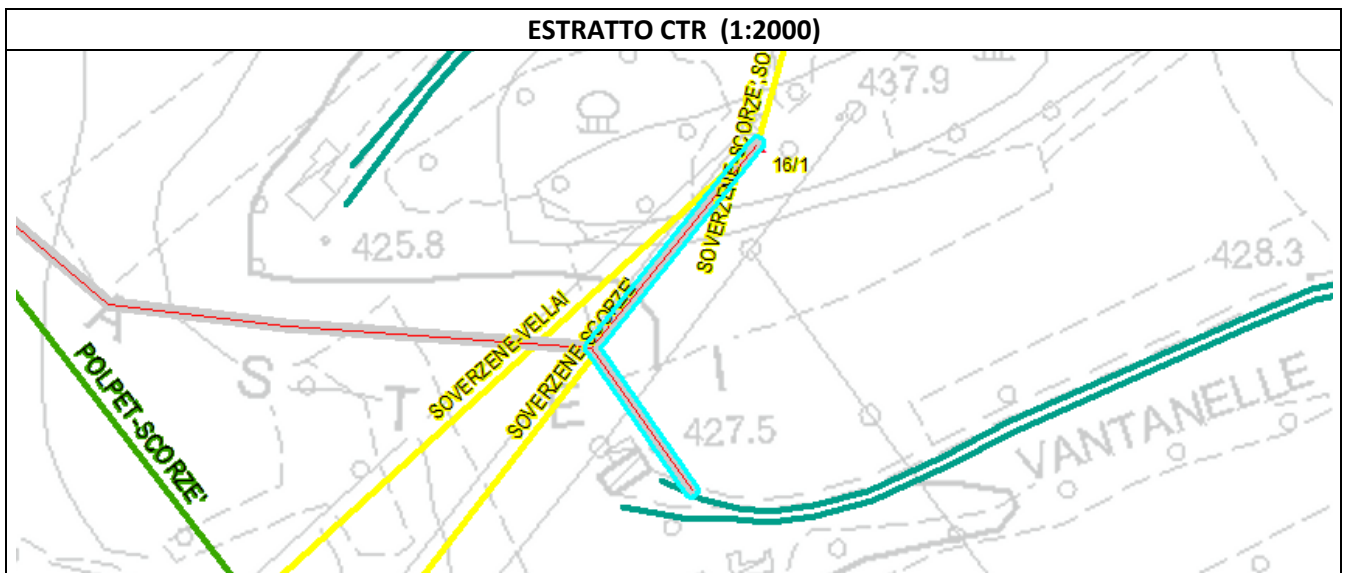 ESTRATTO CTR (1:2000)
437.9
SOVERZENE-SCORZE', SO
16/1
425.8
428.3
SOVERZENE-VELLAI
SOVERZENE-SCORZE'
POLPET-SCORZE'
A
S
T
E
I
427.5
VANTANELLE